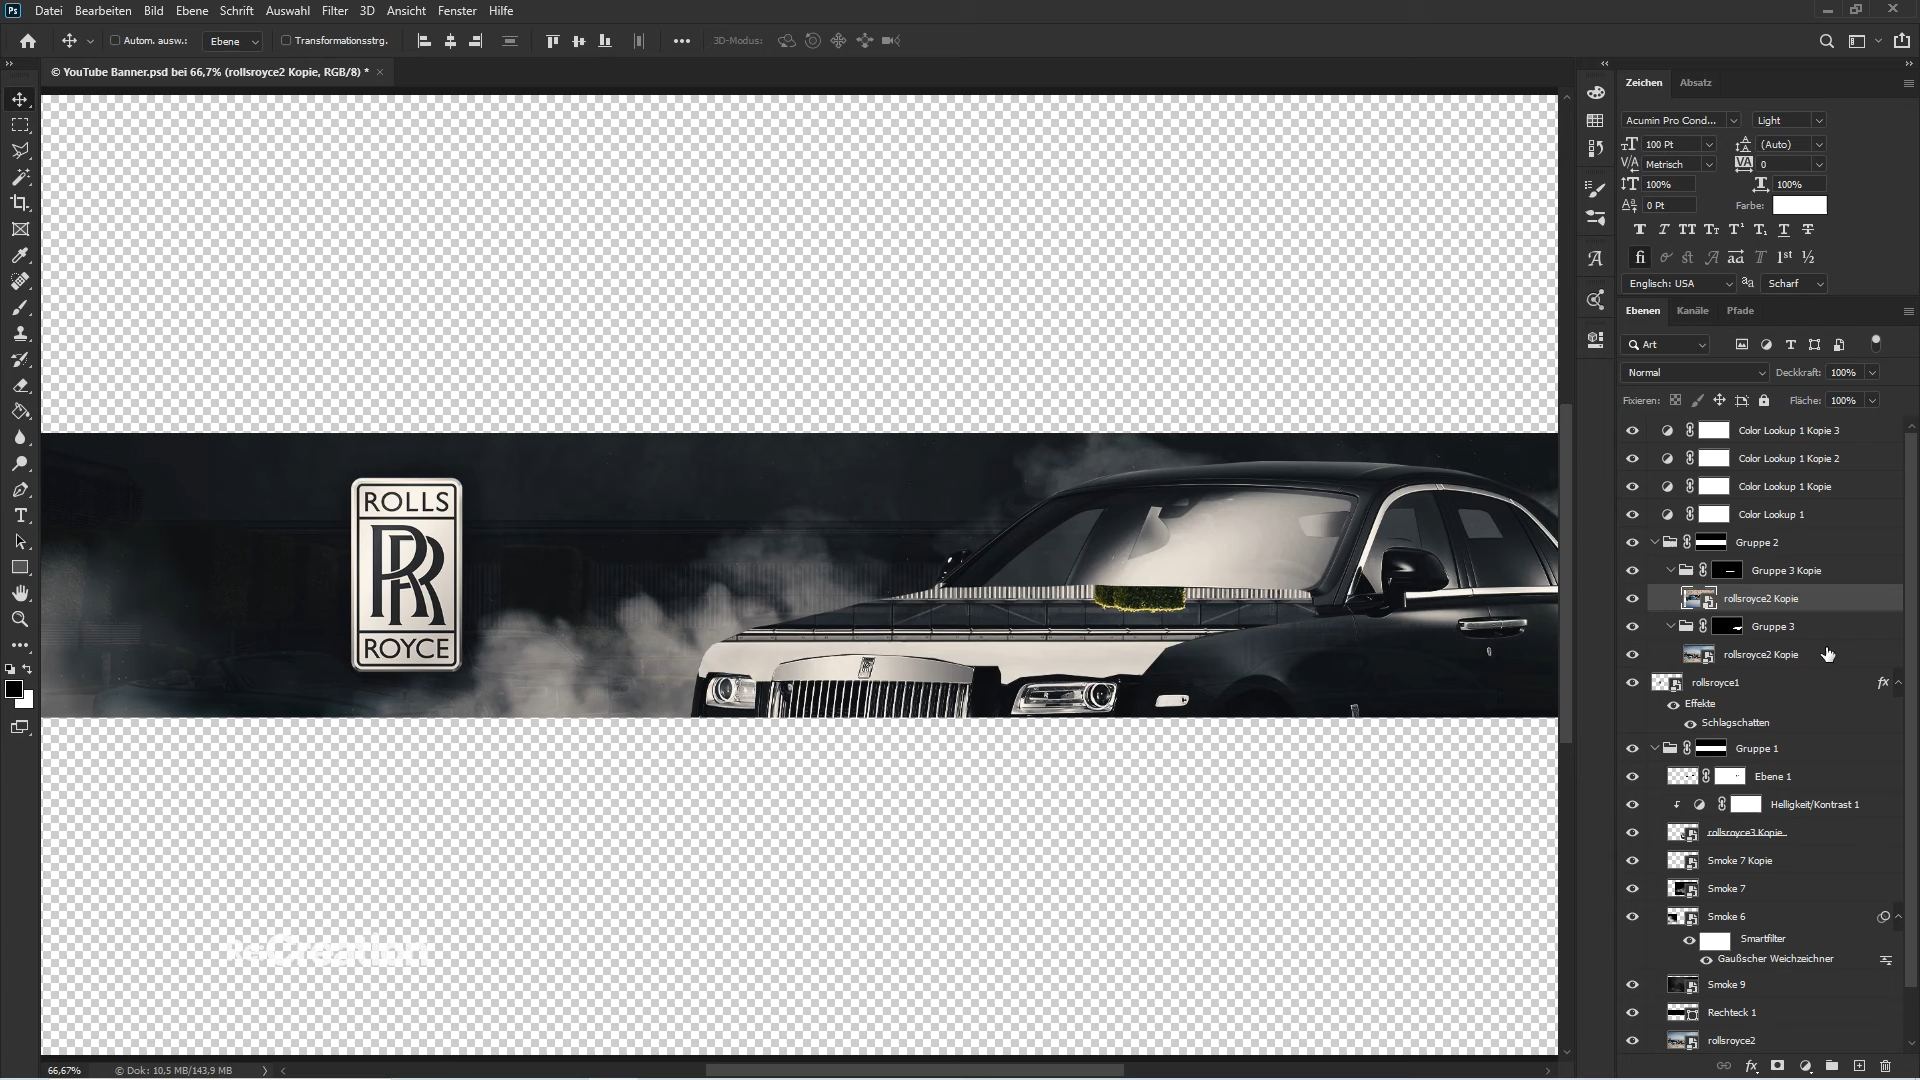 Ps Datei Bearbeiten Bild Ebene Schrift Auswahl Filter 3D Ansicht Fenster Hilfe
Autom. ausw.: Ebene Transformationsstrg. 3D-Modus:
© YouTube Banner.psd bei 66,7% (rollsroyce2 Kopie, RGB/8) *
Zeichen Absatz
Acumin Pro Cond... Light
100 Pt (Auto)
Metrisch 0
100% 100%
0 Pt Farbe:
Englisch: USA Scharf
Ebenen Kanäle Pfade
Art
Normal Deckkraft: 100%
Fixieren: Fläche: 100%
Color Lookup 1 Kopie 3
Color Lookup 1 Kopie 2
Color Lookup 1 Kopie
Color Lookup 1
Gruppe 2
Gruppe 3 Kopie
rollsroyce2 Kopie
Gruppe 3
rollsroyce2 Kopie
rollsroyce1 fx
Effekte
Schlagschatten
Gruppe 1
Ebene 1
Helligkeit/Kontrast 1
rollsroyce3 Kopie
Smoke 7 Kopie
Smoke 7
Smoke 6
Smartfilter
Gaußscher Weichzeichner
Smoke 9
Rechteck 1
rollsroyce2
ROLLS
RR
ROYCE
66,67% © Dok: 10,5 MB/143,9 MB